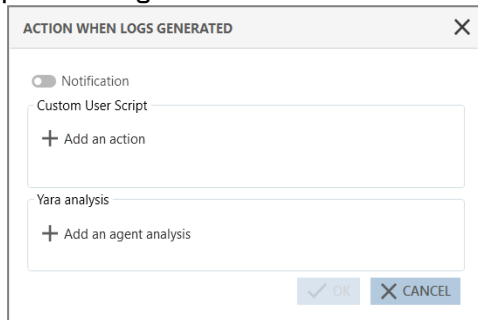 ACTION WHEN LOGS GENERATED
Notification
Custom User Script
Add an action
Yara analysis
Add an agent analysis
OK CANCEL